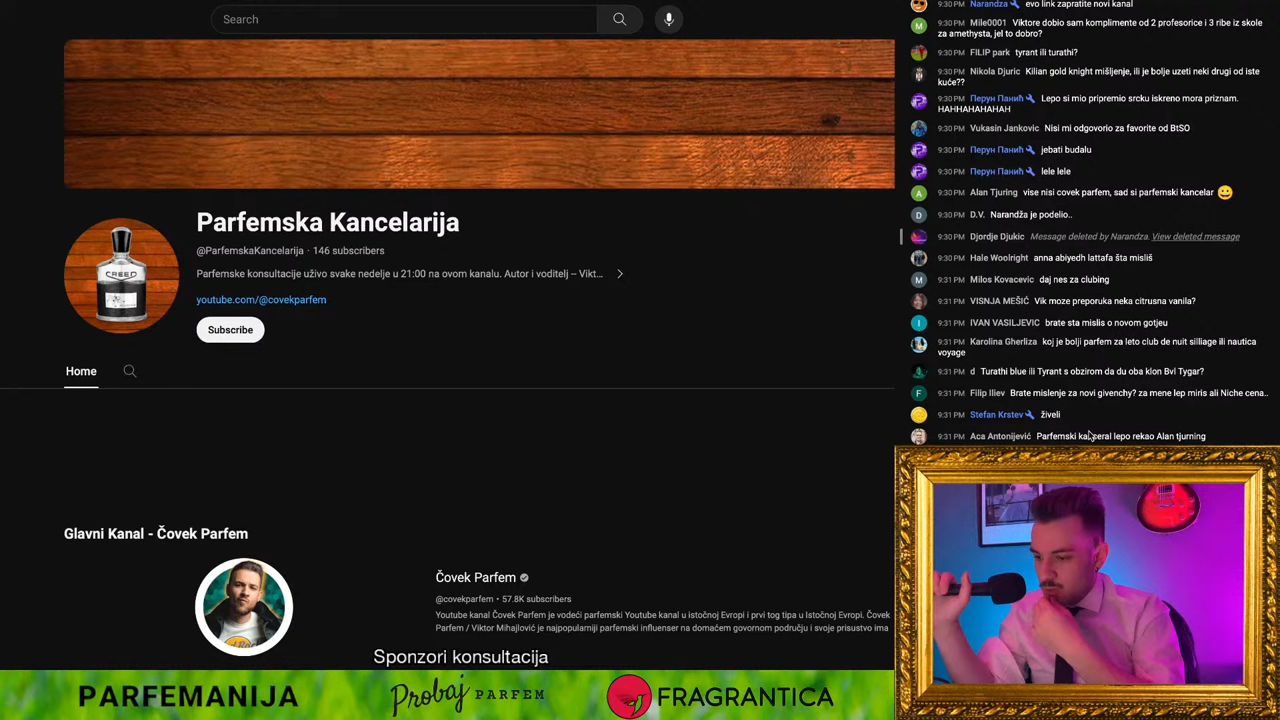 Search
Parfemska Kancelarija
@ParfemskaKancelarija · 146 subscribers
Parfemske konsultacije uživo svake nedelje u 21:00 na ovom kanalu. Autor i voditelj – Vikt...
youtube.com/@covekparfem
Subscribe
Home
CREED
Glavni Kanal - Čovek Parfem
Čovek Parfem
@covekparfem • 57.8K subscribers
Youtube kanal Čovek Parfem je vodeći parfemski Youtube kanal u istočnoj Evropi i prvi tog tipa u Istočnoj Evropi. Čovek
Parfem / Viktor Mihajlović je najpopularniji parfemski influenser na domaćem govornom području i svoje prisustvo ima
Sponzori konsultacija
PARFEMANIJA
Probaj PARFEM
FRAGRANTICA
9:30 PM Narandza evo link zapratite novi kanal
M 9:30 PM Mile0001 Viktore dobio sam komplimente od 2 profesorice i 3 ribe iz skole
za amethysta, jel to dobro?
9:30 PM FILIP park tyrant ili turathi?
9:30 PM Nikola Djuric Kilian gold knight mišljenje, ili je bolje uzeti neki drugi od iste
kuće??
9:30 PM Перун Панић Lepo si mio pripremio srcku iskreno mora priznam.
HAHHAHAHAHAH
9:30 PM Vukasin Jankovic Nisi mi odgovorio za favorite od BtSO
9:30 PM Перун Панић jebati budalu
9:30 PM Перун Панић lele lele
A 9:30 PM Alan Tjuring vise nisi covek parfem, sad si parfemski kancelar 😀
D 9:30 PM D.V. Narandža je podelio..
9:30 PM Djordje Djukic Message deleted by Narandza. View deleted message
9:30 PM Hale Woolright anna abiyedh lattafa šta misliš
M 9:30 PM Milos Kovacevic daj nes za clubing
9:31 PM VISNJA MEŠIĆ Vik moze preporuka neka citrusna vanila?
I 9:31 PM IVAN VASILJEVIC brate sta mislis o novom gotjeu
9:31 PM Karolina Gherliza koj je bolji parfem za leto club de nuit silliage ili nautica
voyage
9:31 PM d Turathi blue ili Tyrant s obzirom da du oba klon Bvl Tygar?
F 9:31 PM Filip Iliev Brate mislenje za novi givenchy? za mene lep miris ali Niche cena..
9:31 PM Stefan Krstev živeli
9:31 PM Aca Antonijević Parfemski lepo rekao Alan tjurning